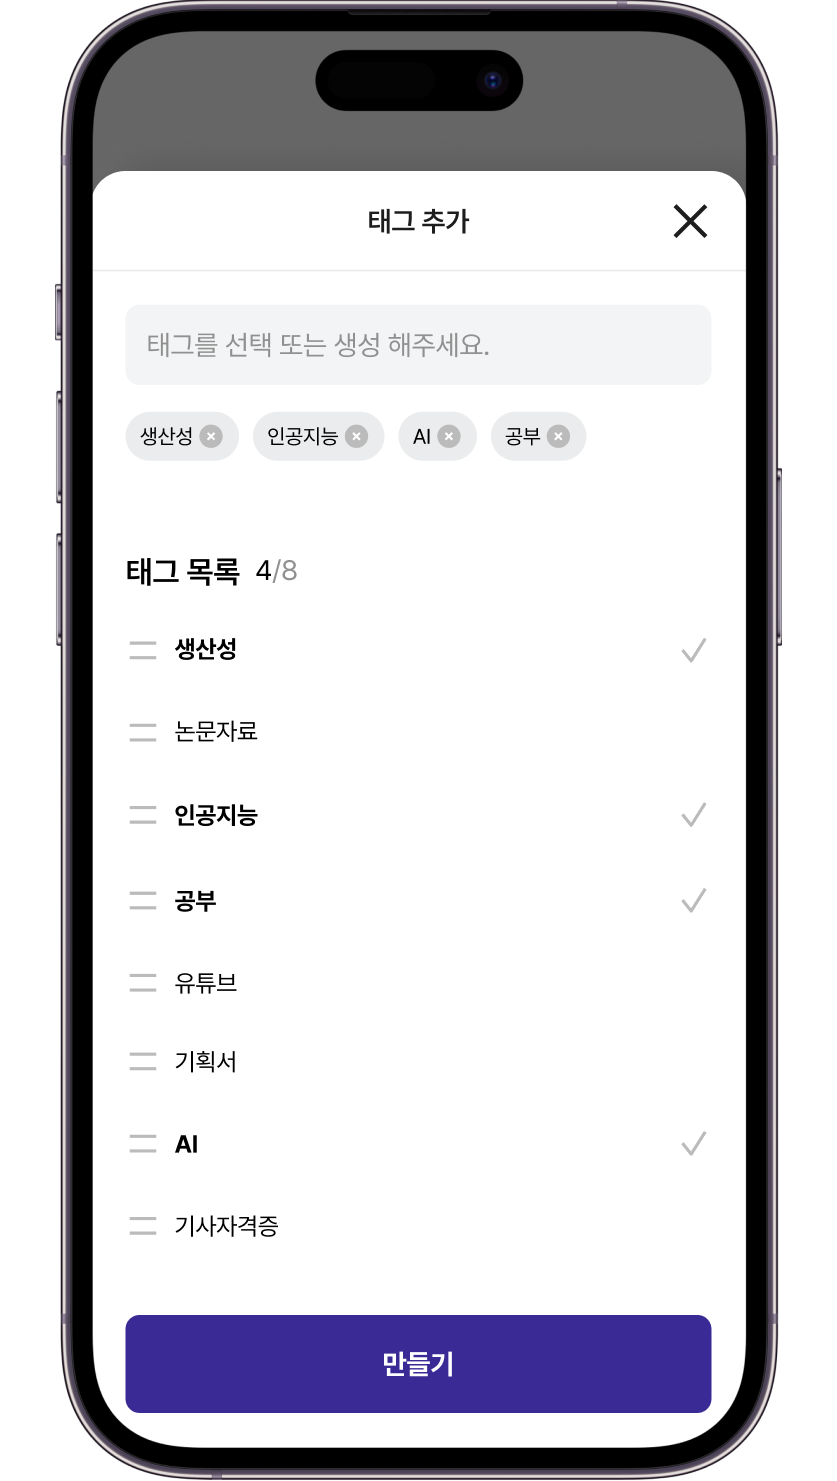 태그 추가
태그를 선택 또는 생성 해주세요.
생산성 인공지능 AI 공부
태그 목록 4/8
생산성
논문자료
인공지능
공부
유튜브
기획서
AI
기사자격증
만들기